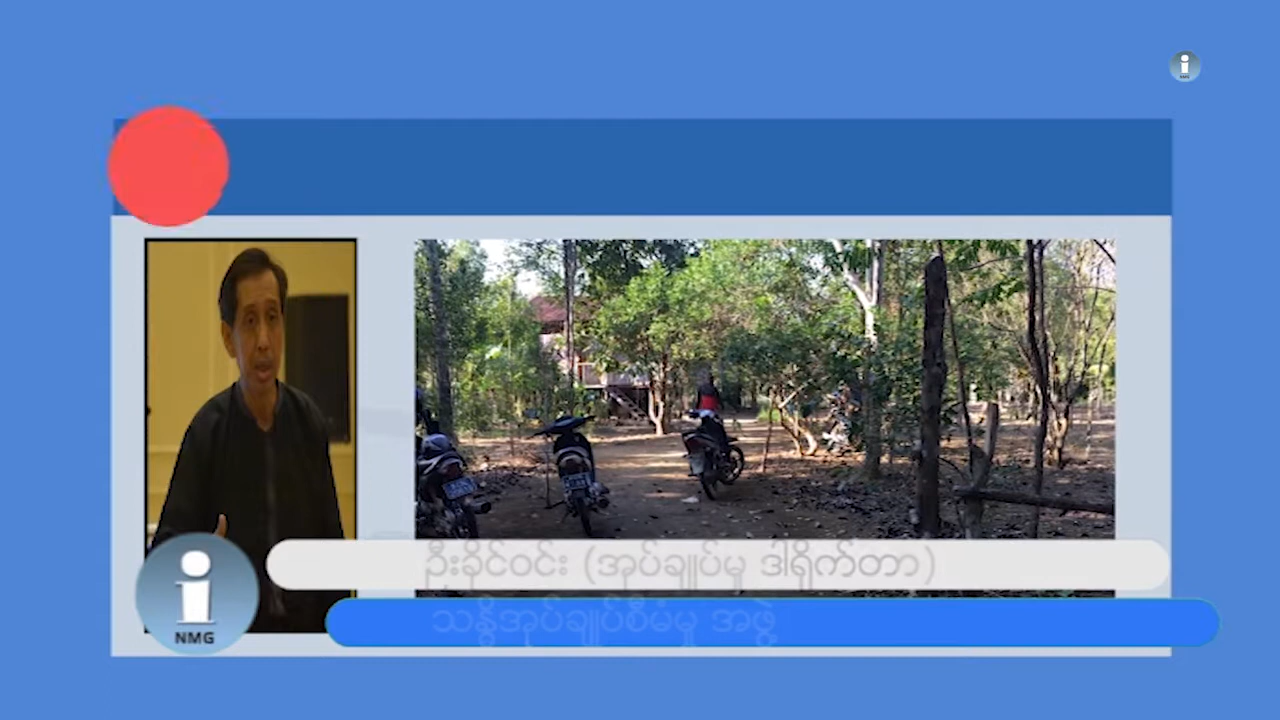 ဦးခိုင်ဝင်း (အုပ်ချုပ်မှု ဒါရိုက်တာ)
သန္ဓိအုပ်ချုပ်စီမံမှု အဖွဲ့
NMG